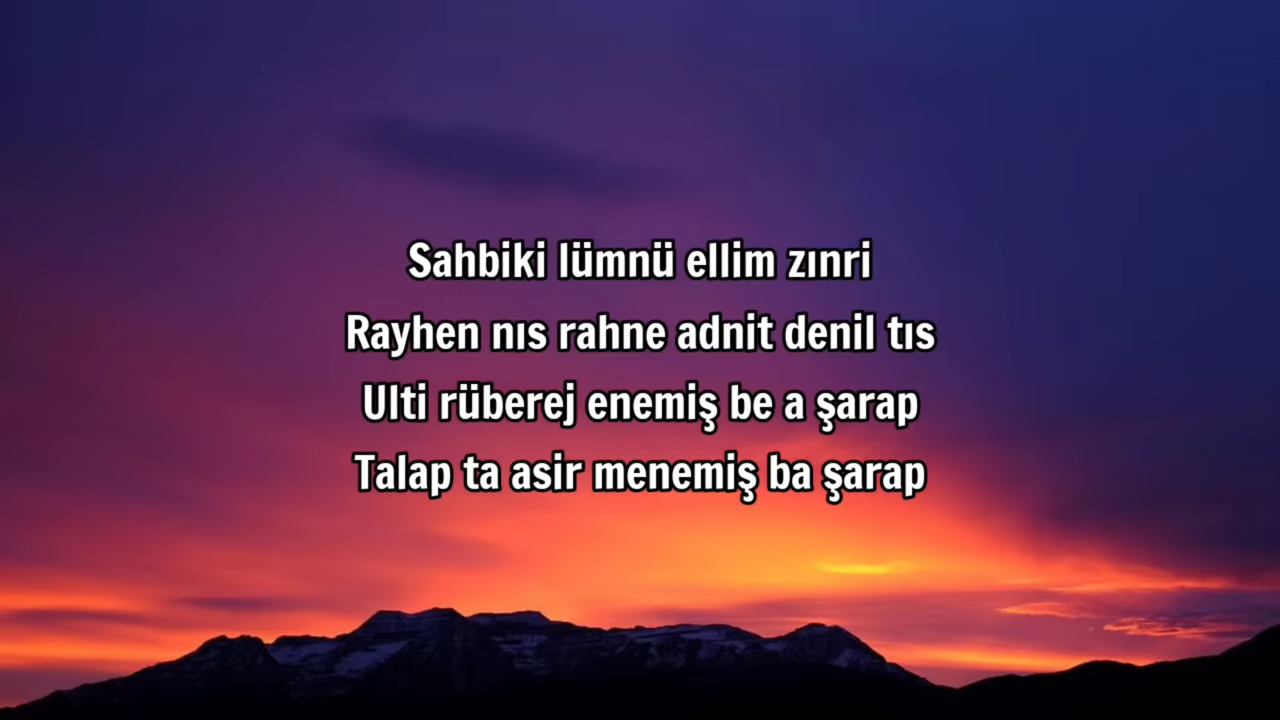 Sahbiki lümnü ellim zınri
Rayhen nıs rahne adnit denil tıs
Ulti rüberej enemiş be a şarap
Talap ta asir menemiş ba şarap